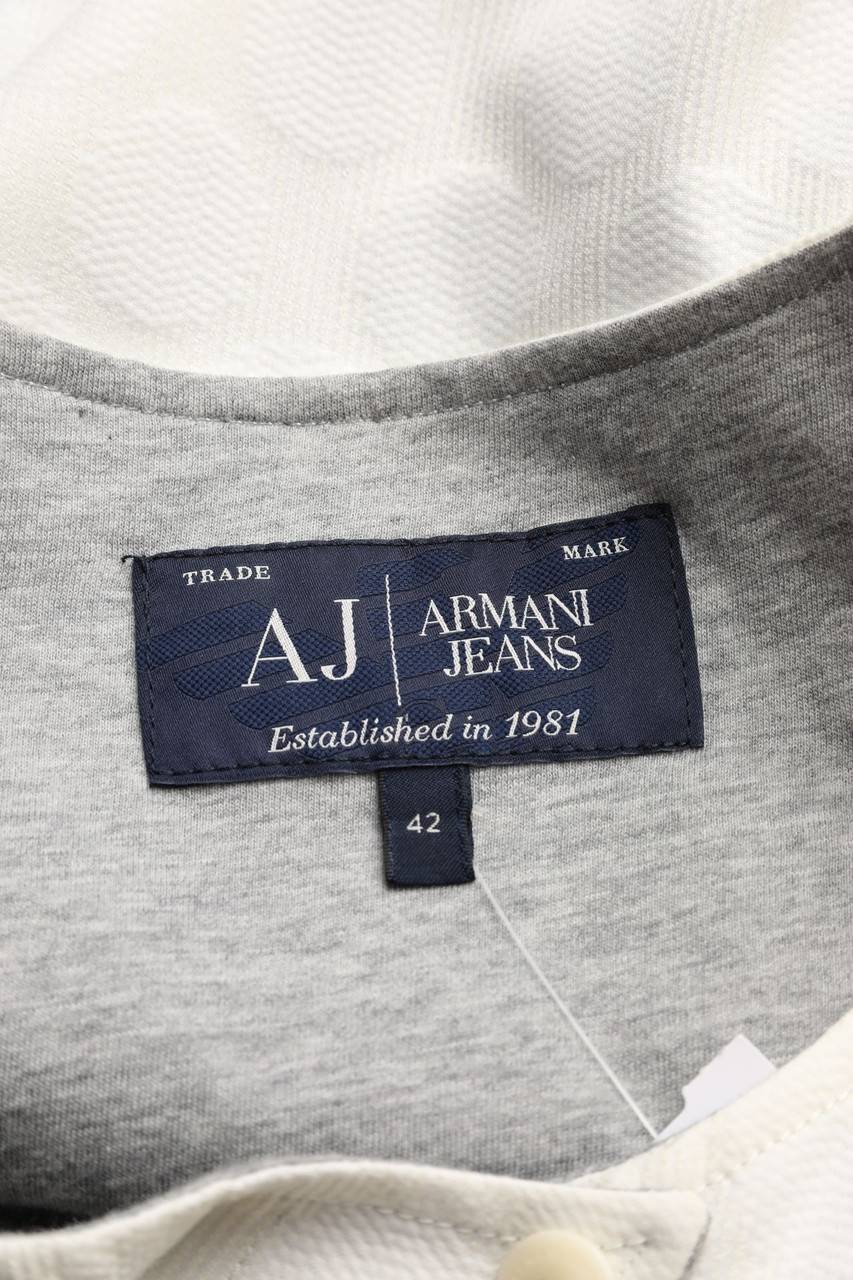 TRADE MARK
AJ ARMANI
JEANS
Established in 1981
42